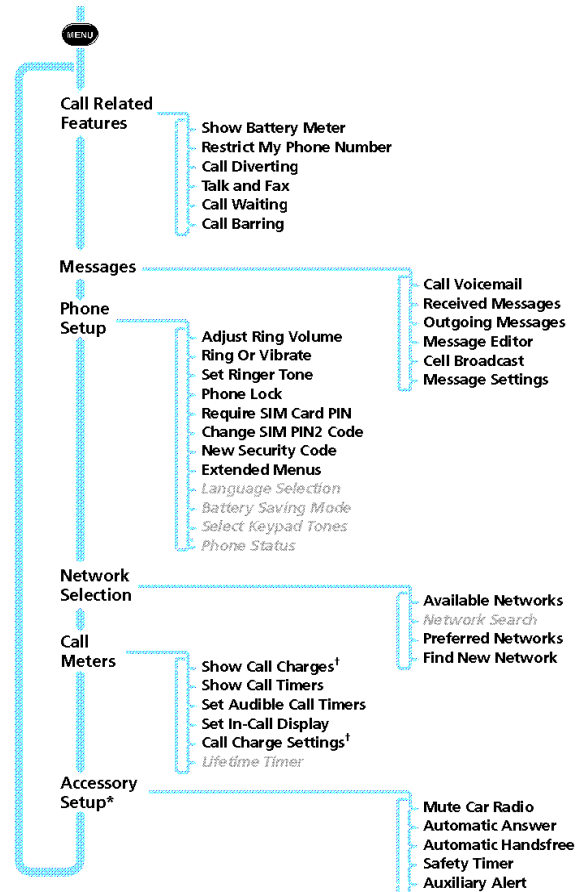 MENU
Call Related
Features
Show Battery Meter
Restrict My Phone Number
Call Diverting
Talk and Fax
Call Waiting
Call Barring
Messages
Call Voicemail
Received Messages
Outgoing Messages
Message Editor
Cell Broadcast
Message Settings
Phone
Setup
Adjust Ring Volume
Ring Or Vibrate
Set Ringer Tone
Phone Lock
Require SIM Card PIN
Change SIM PIN2 Code
New Security Code
Extended Menus
Language Selection
Battery Saving Mode
Select Keypad Tones
Phone Status
Network
Selection
Available Networks
Network Search
Preferred Networks
Find New Network
Call
Meters
Show Call Charges†
Show Call Timers
Set Audible Call Timers
Set In-Call Display
Call Charge Settings†
Lifetime Timer
Accessory
Setup*
Mute Car Radio
Automatic Answer
Automatic Handsfree
Safety Timer
Auxiliary Alert